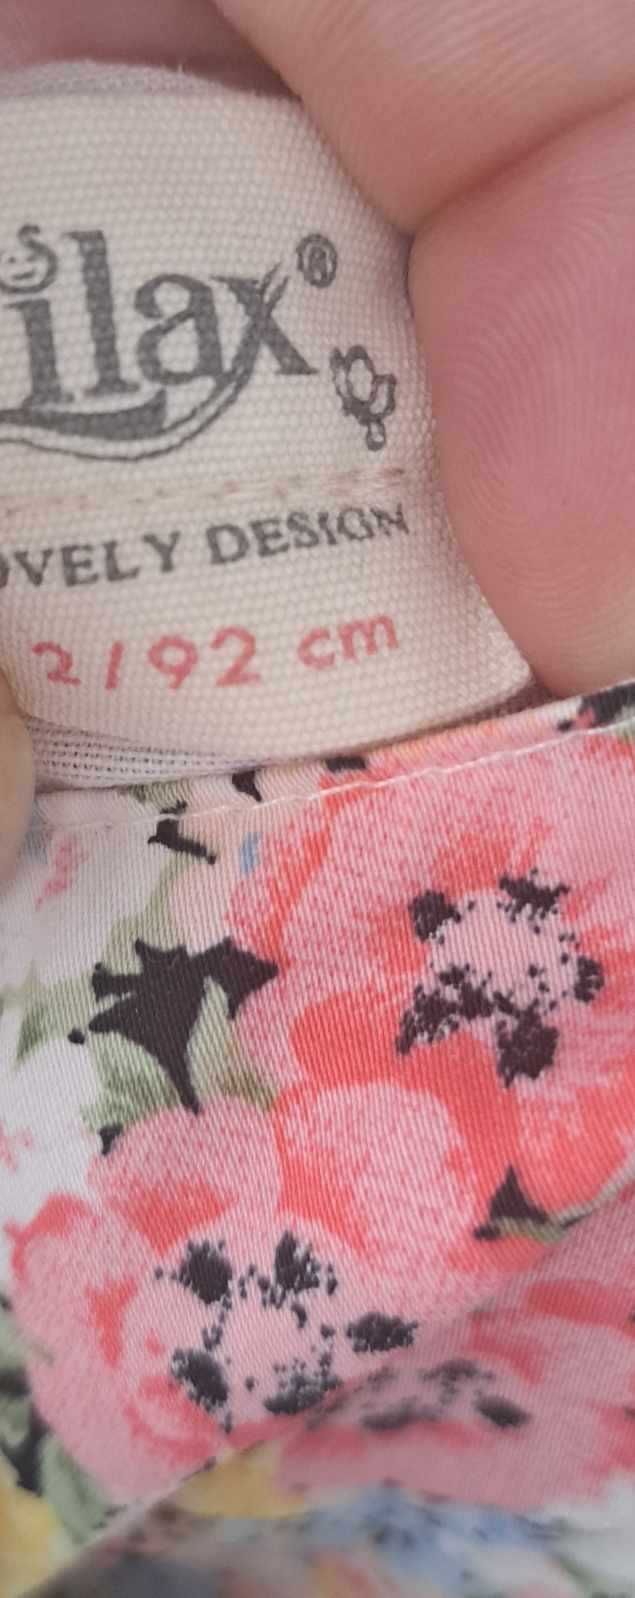 ilax®
OVELY DESIGN
2/92 cm